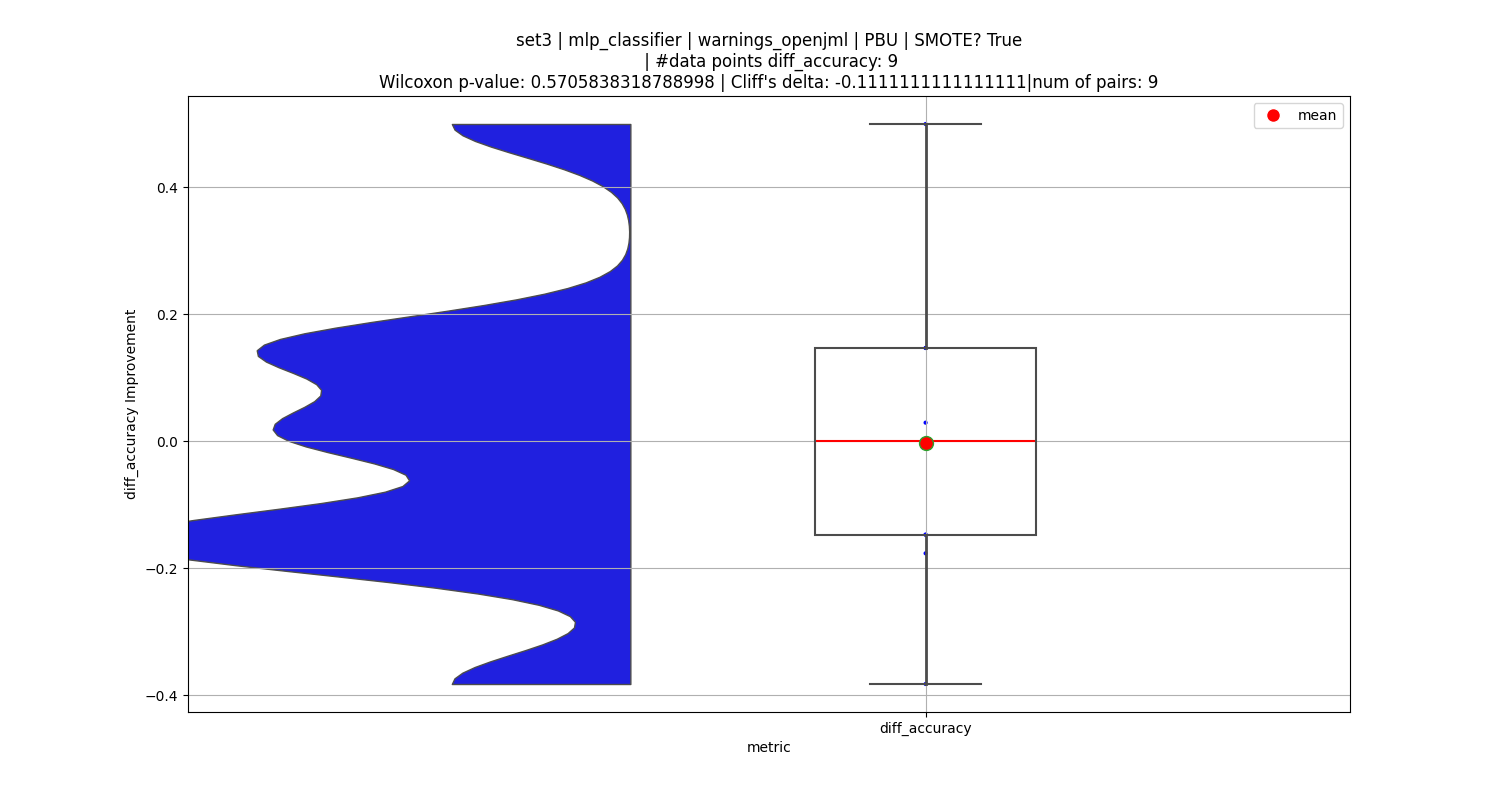 set3 | mlp_classifier | warnings_openjml | PBU | SMOTE? True
| #data points diff_accuracy: 9
Wilcoxon p-value: 0.5705838318788998 | Cliff's delta: -0.1111111111111111|num of pairs: 9
mean
0.4
0.2
0.0
−0.2
−0.4
diff_accuracy Improvement
diff_accuracy
metric